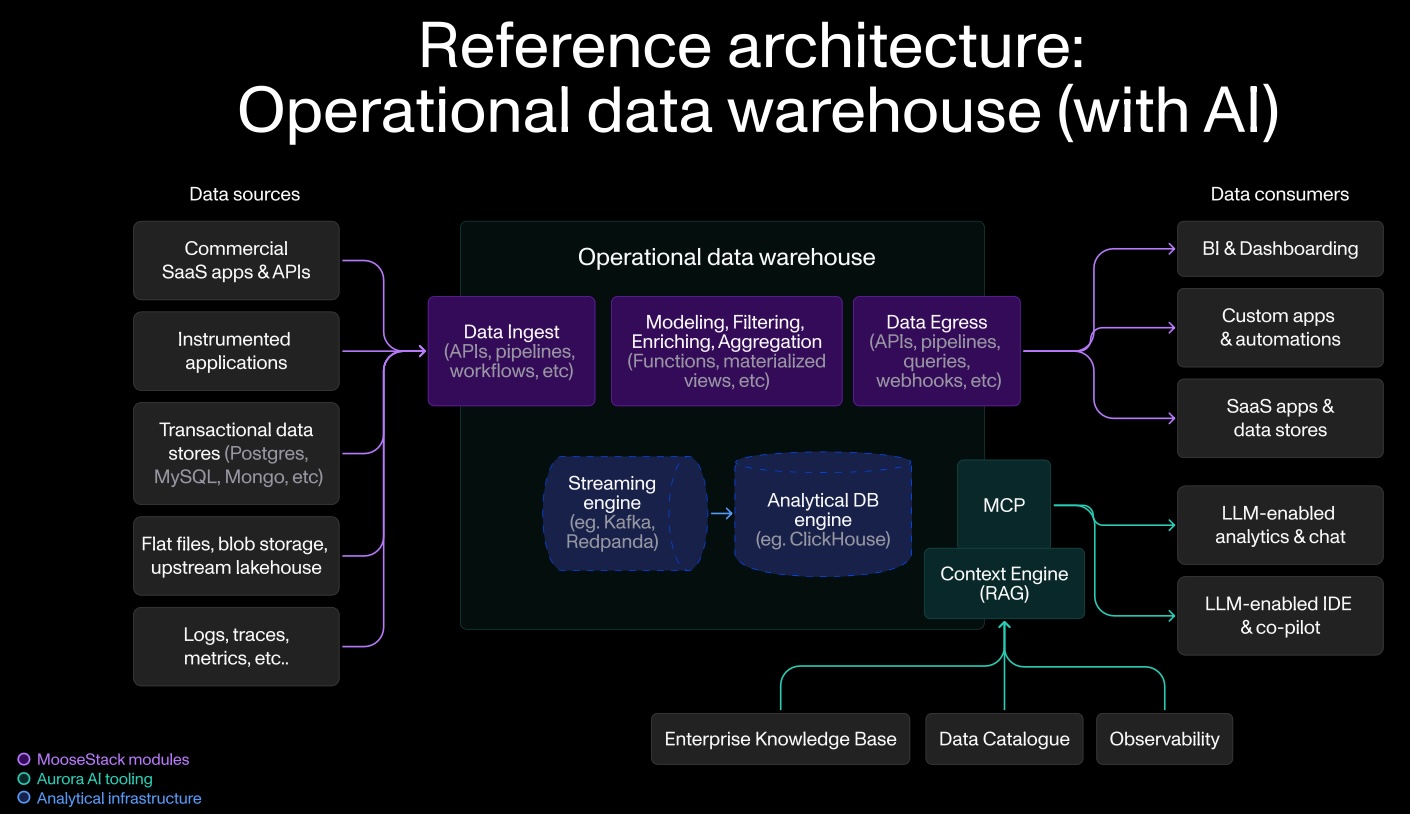 Reference architecture:
Operational data warehouse (with AI)
Data sources
Commercial
SaaS apps & APIs
Instrumented
applications
Transactional data
stores (Postgres,
MySQL, Mongo, etc)
Flat files, blob storage,
upstream lakehouse
Logs, traces,
metrics, etc..
Operational data warehouse
Data Ingest
(APIs, pipelines,
workflows, etc)
Modeling, Filtering,
Enriching, Aggregation
(Functions, materialized
views, etc)
Data Egress
(APIs, pipelines,
queries,
webhooks, etc)
Streaming
engine
(eg. Kafka,
Redpanda)
Analytical DB
engine
(eg. ClickHouse)
MCP
Context Engine
(RAG)
Data consumers
BI & Dashboarding
Custom apps
& automations
SaaS apps &
data stores
LLM-enabled
analytics & chat
LLM-enabled IDE
& co-pilot
Enterprise Knowledge Base
Data Catalogue
Observability
MooseStack modules
Aurora AI tooling
Analytical infrastructure